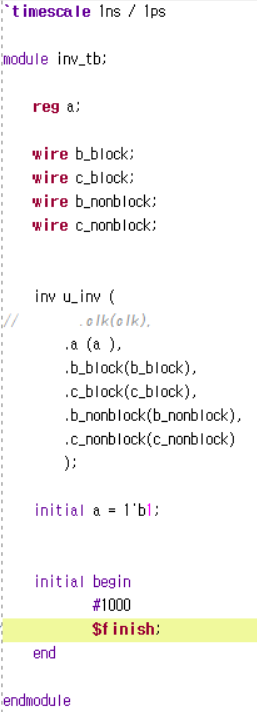 `timescale 1ns / 1ps
module inv_tb;
reg a;
wire b_block;
wire c_block;
wire b_nonblock;
wire c_nonblock;
inv u_inv (
// .clk(clk),
.a (a ),
.b_block(b_block),
.c_block(c_block),
.b_nonblock(b_nonblock),
.c_nonblock(c_nonblock)
);
initial a = 1'b1;
initial begin
#1000
$finish;
end
endmodule